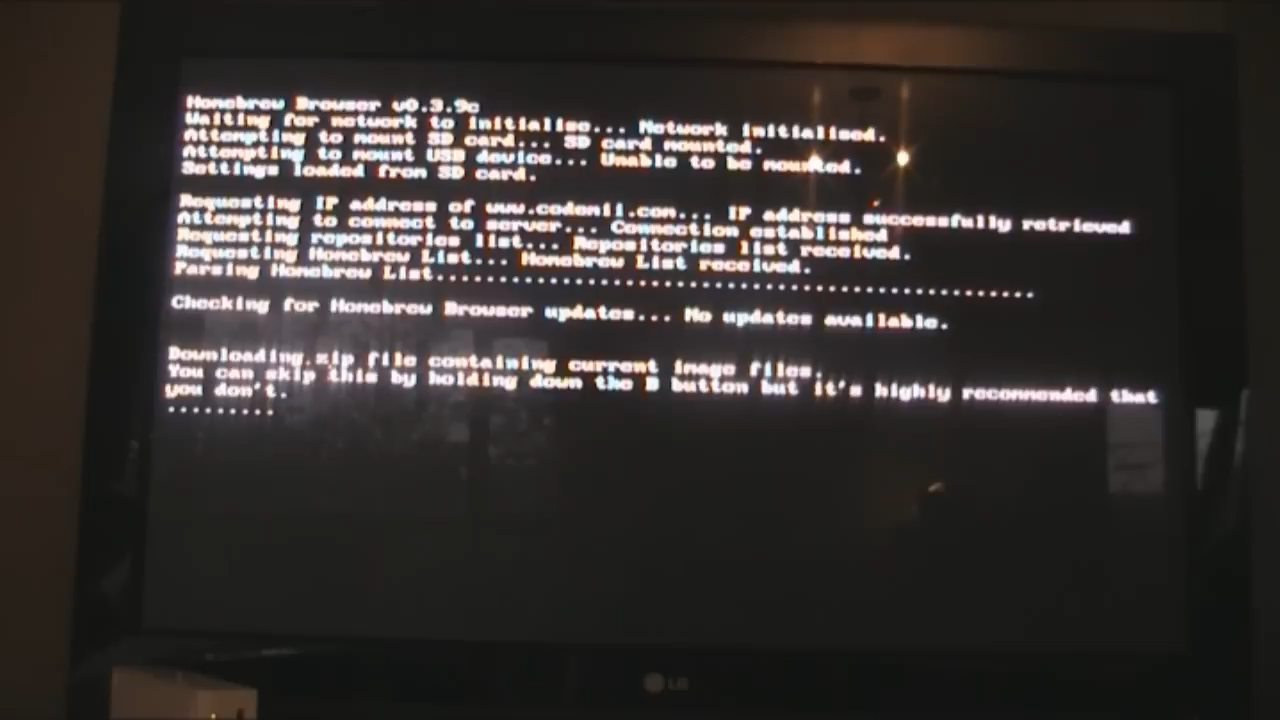 Homebrew Browser v0.3.9c
Waiting for network to initialise... Network initialised.
Attempting to mount SD card... SD card mounted.
Attempting to mount USB device... Unable to be mounted.
Settings loaded from SD card.
Requesting IP address of www.codemii.com... IP address successfully retrieved
Attempting to connect to server... Connection established
Requesting repositories list... Repositories list received.
Requesting Homebrew List... Homebrew List received.
Parsing Homebrew List........................................................
Checking for Homebrew Browser updates... No updates available.
Downloading.zip file containing current image files.
You can skip this by holding down the B button but it's highly recommended that
you don't.
.........
LG